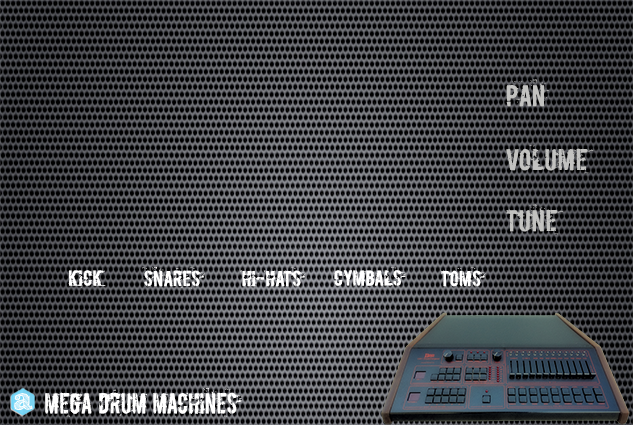 PAN
VOLUME
TUNE
KICK SNARES HI-HATS CYMBALS TOMS
MEGA DRUM MACHINES